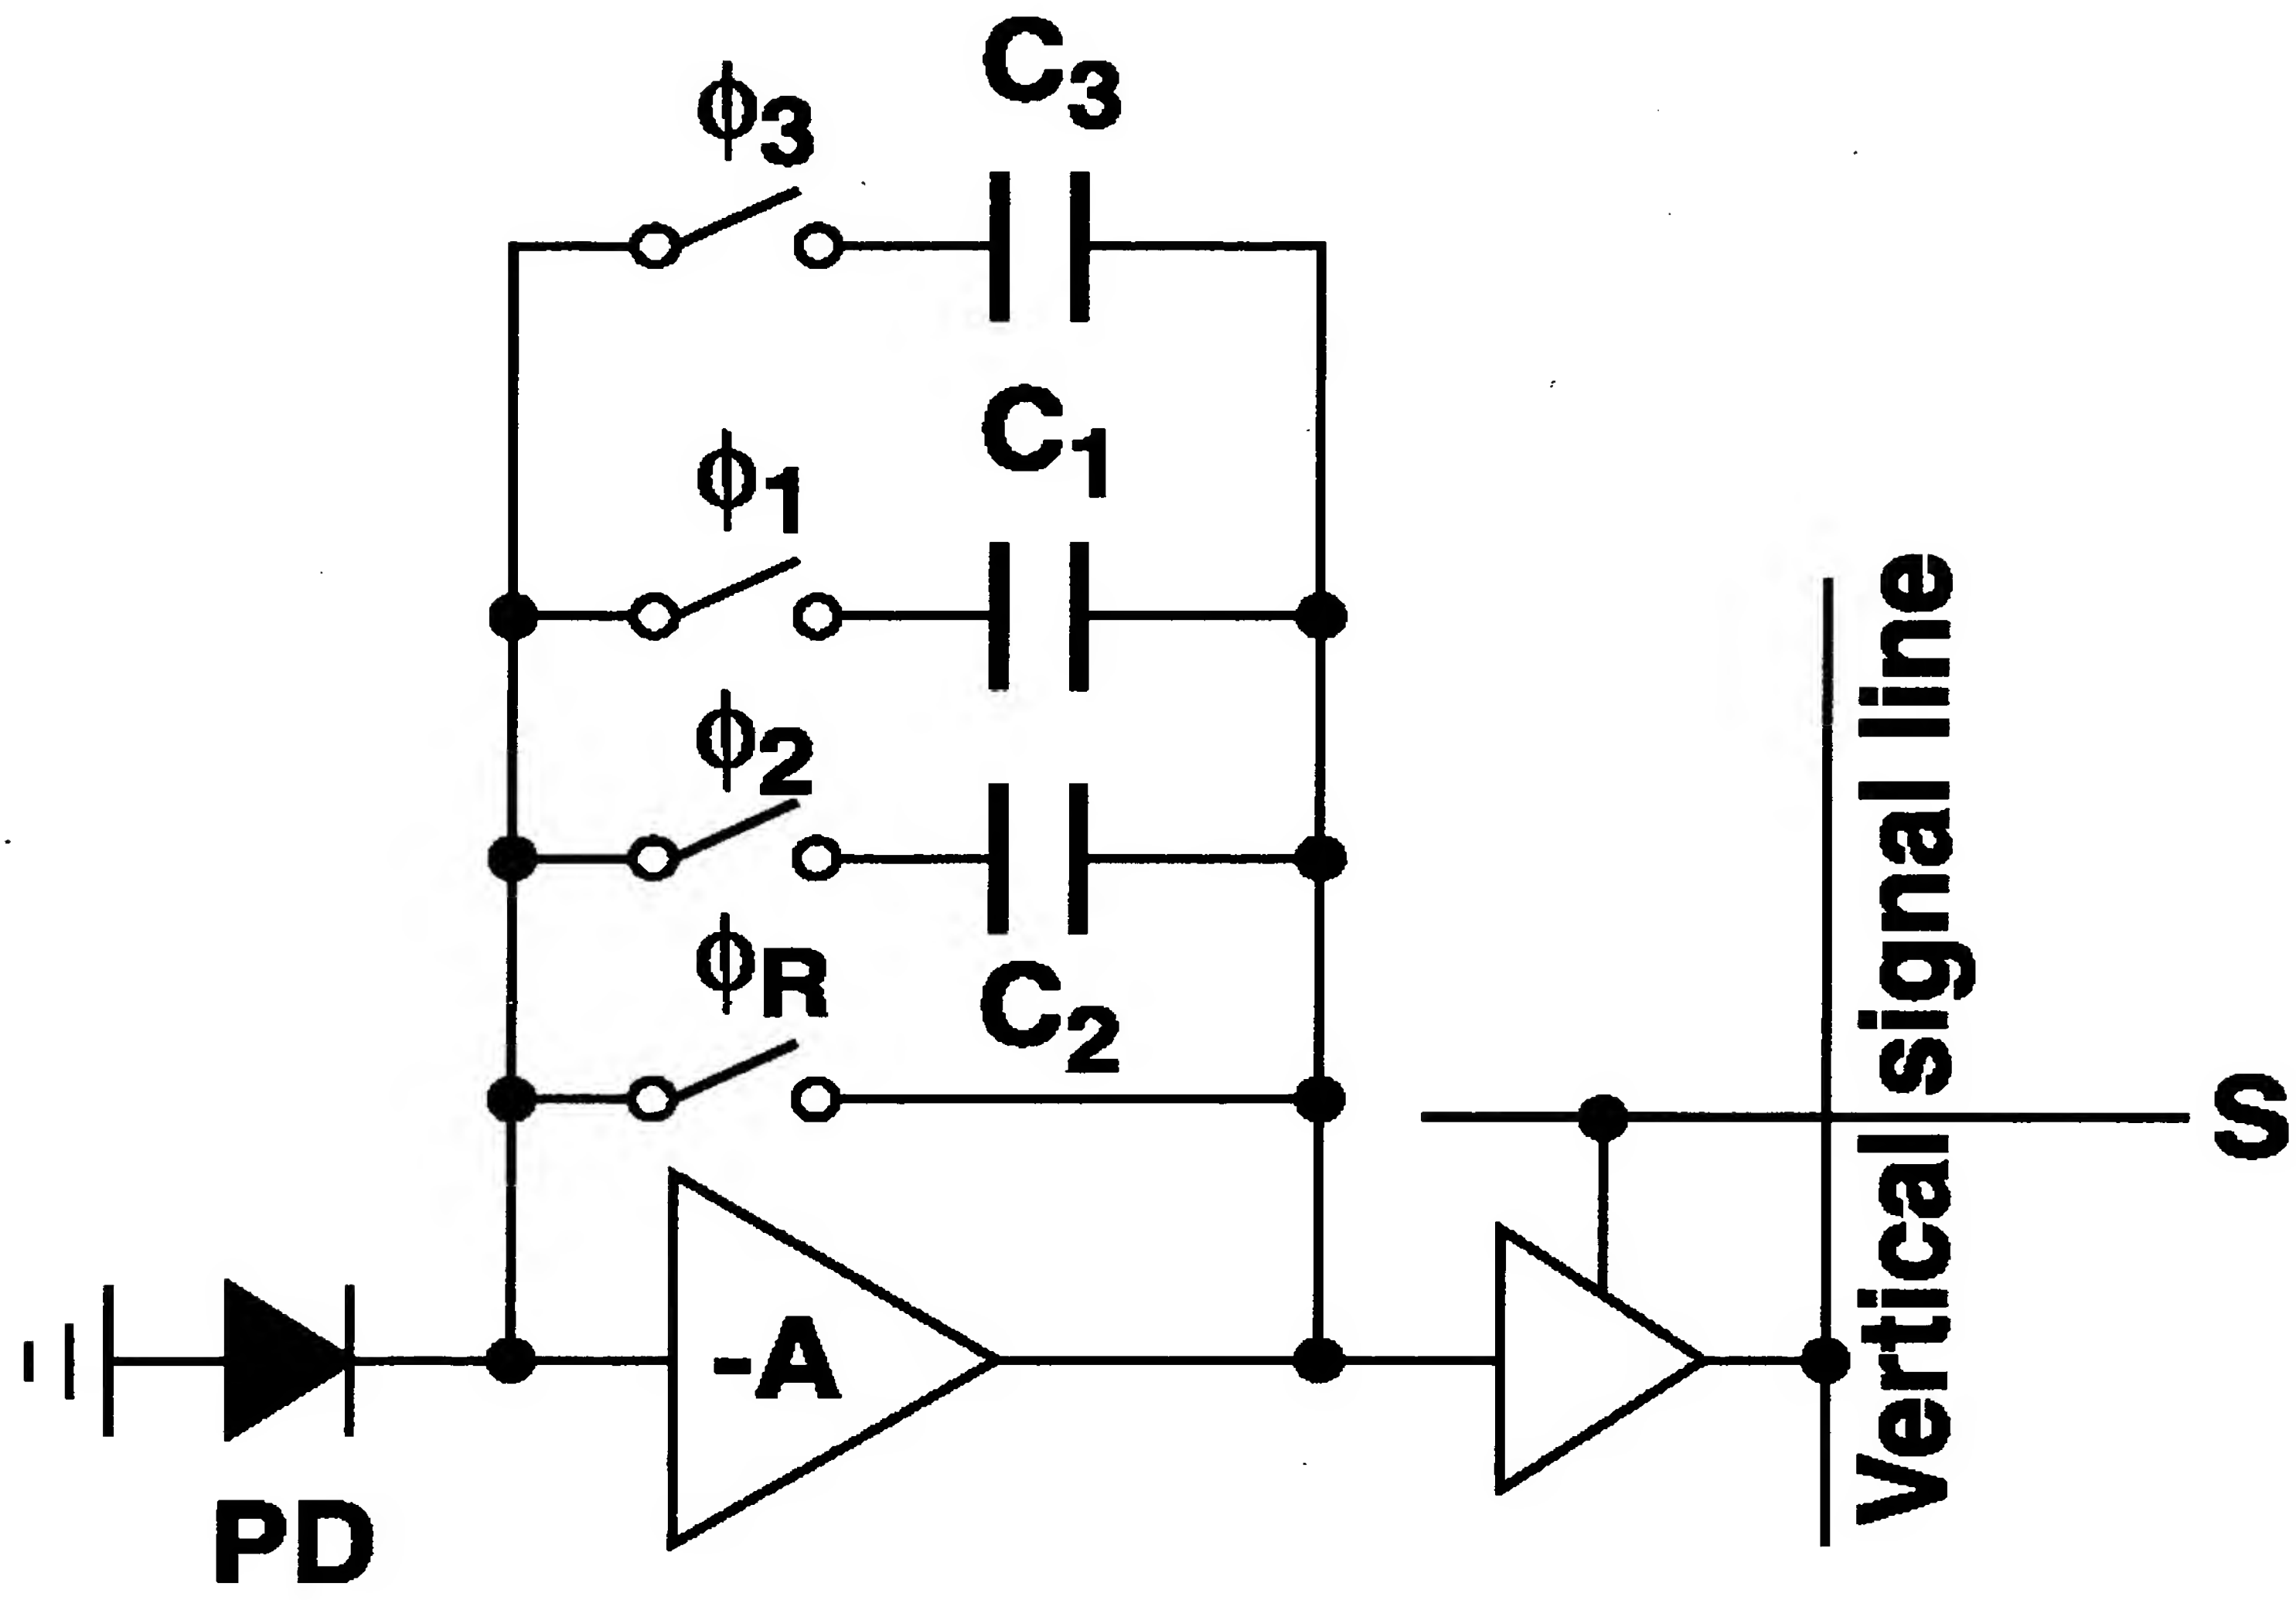 C3
ϕ3
C1
ϕ1
ϕ2
ϕR
C2
Vertical signal line
S
-A
PD